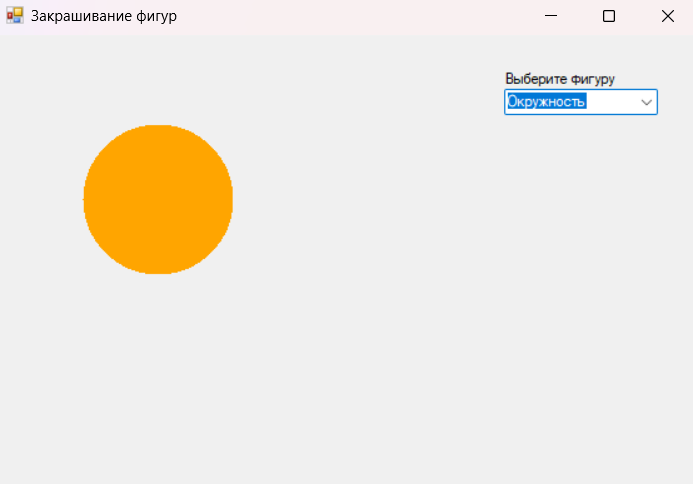 Закрашивание фигур
Выберите фигуру
Окружность